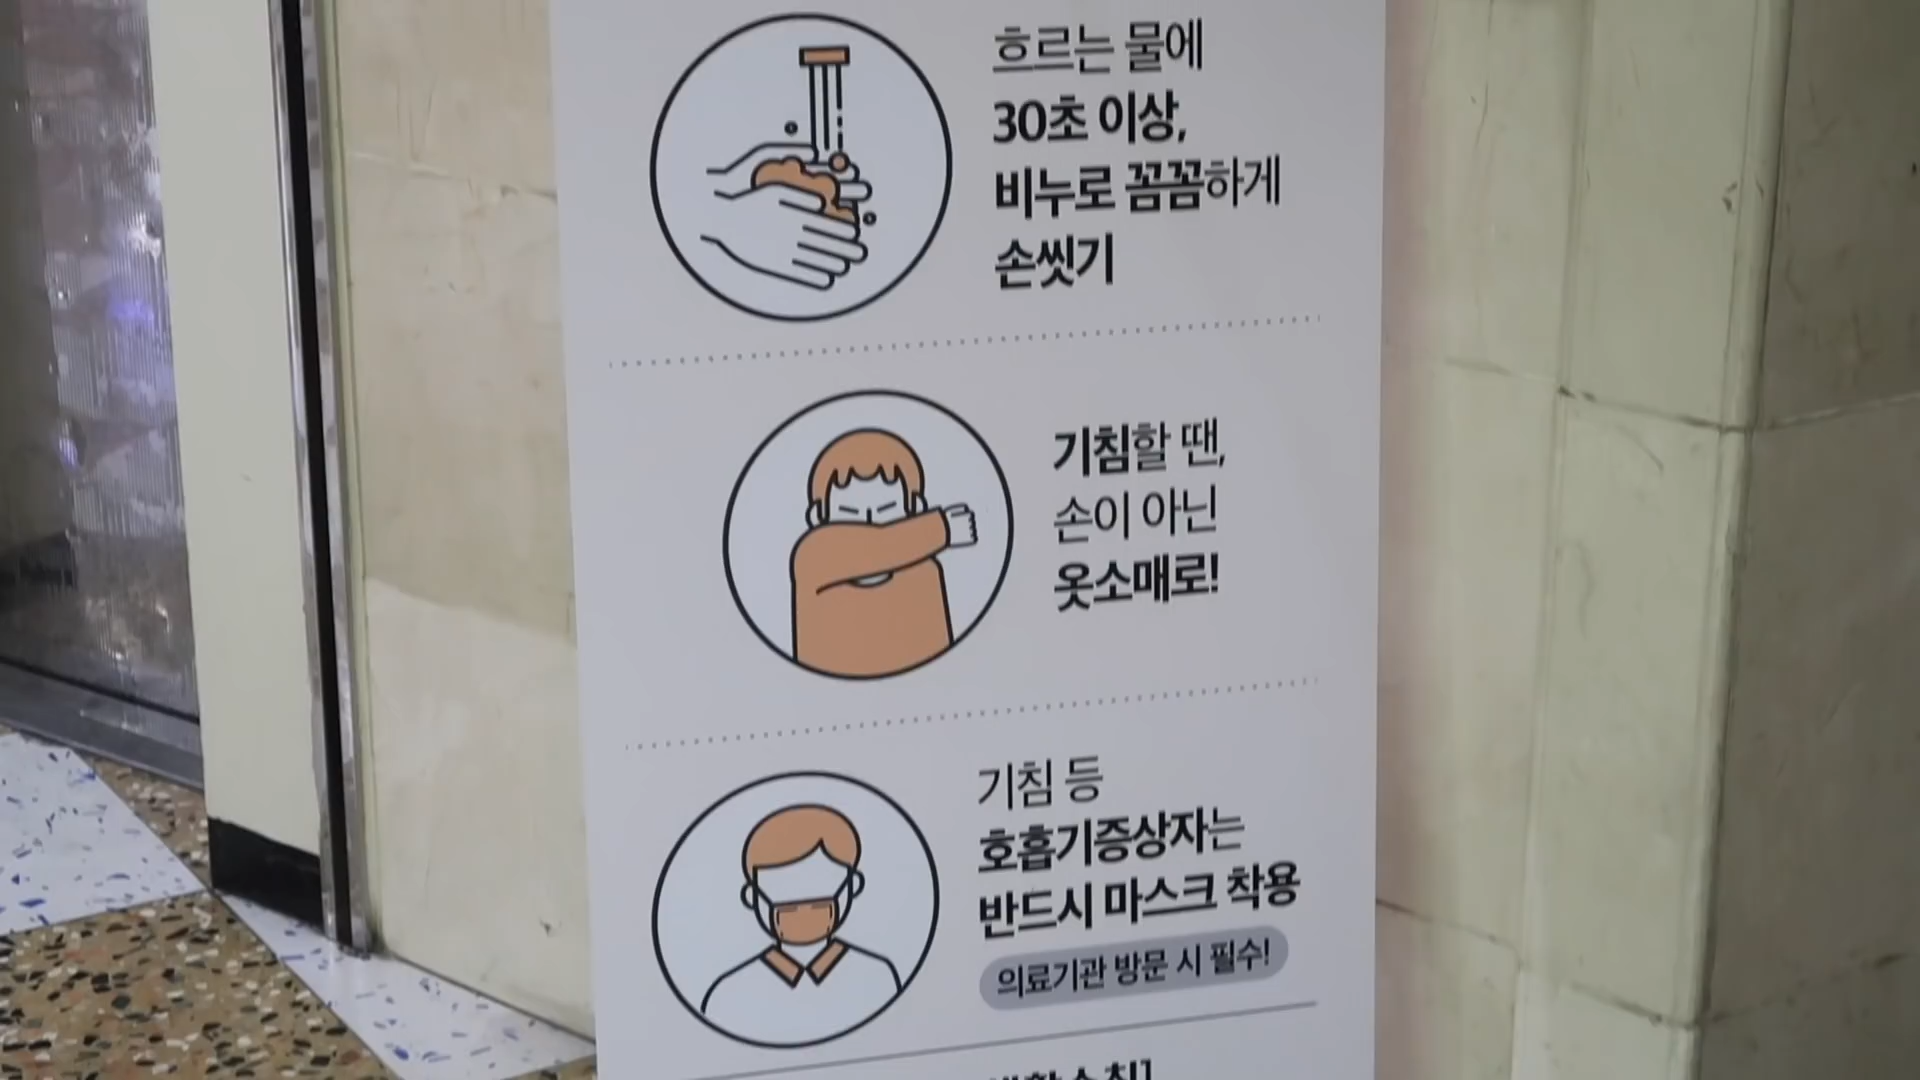 흐르는 물에
30초 이상,
비누로 꼼꼼하게
손씻기
기침할 땐,
손이 아닌
옷소매로!
기침 등
호흡기증상자는
반드시 마스크 착용
의료기관 방문 시 필수!